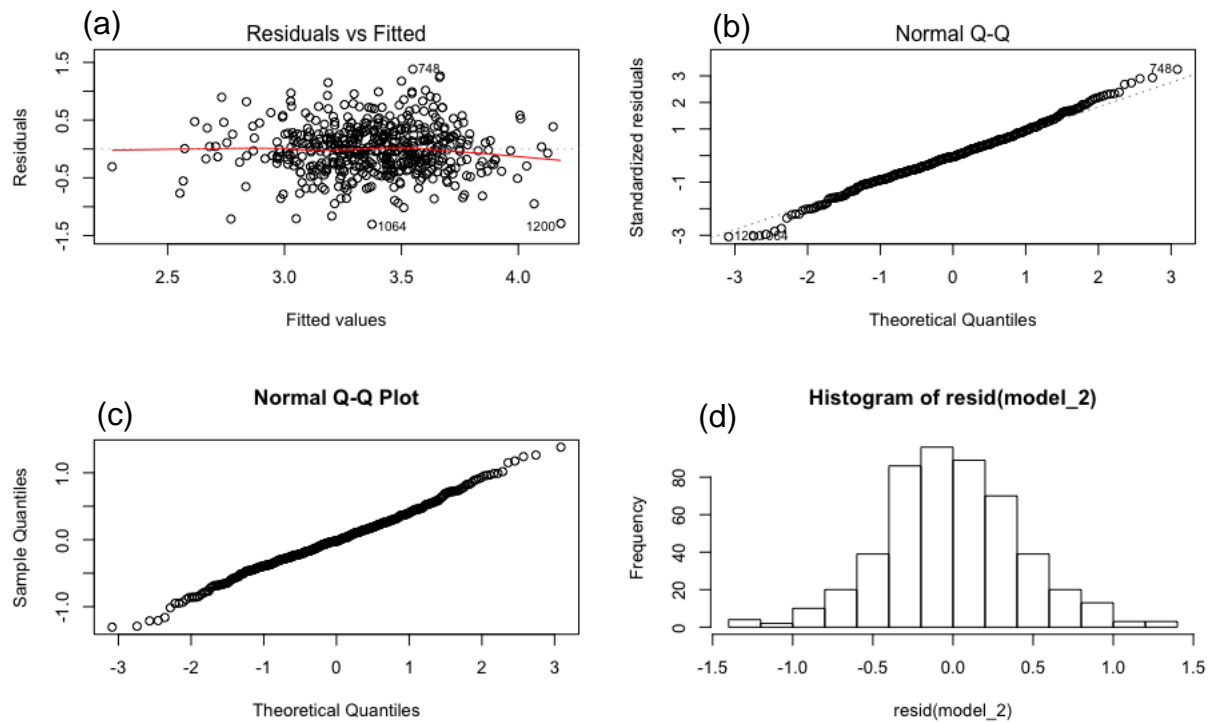 (a)
Residuals vs Fitted
Residuals
1.5
0.5
-0.5
-1.5
748
1064
1200
2.5 3.0 3.5 4.0
Fitted values
(b)
Normal Q-Q
Standardized residuals
3
2
1
-1
-3
748
2.5
-3 -2 -1 0 1 2 3
Theoretical Quantiles
(c)
Normal Q-Q Plot
Sample Quantiles
1.0
0.0
-1.0
-3 -2 -1 0 1 2 3
Theoretical Quantiles
(d)
Histogram of resid(model_2)
Frequency
80
60
40
20
0
-1.5 -1.0 -0.5 0.0 0.5 1.0 1.5
resid(model_2)